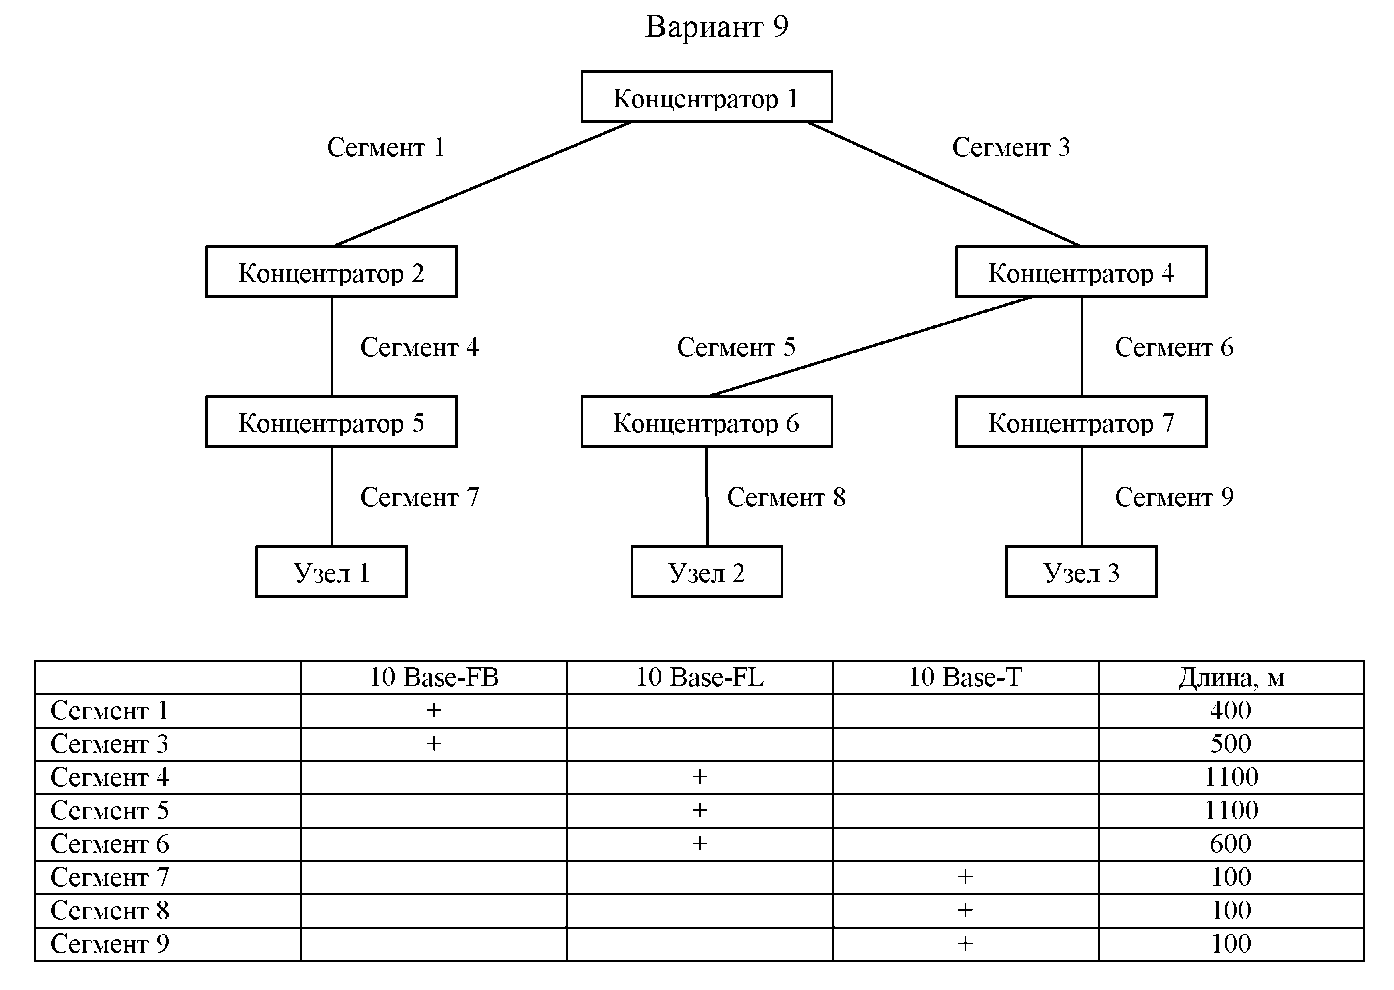 Вариант 9
Концентратор 1
Сегмент 1
Сегмент 3
Концентратор 2
Концентратор 4
Сегмент 4
Сегмент 5
Сегмент 6
Концентратор 5
Концентратор 6
Концентратор 7
Сегмент 7
Сегмент 8
Сегмент 9
Узел 1
Узел 2
Узел 3
10 Base-FB 10 Base-FL 10 Base-T Длина, м
Сегмент 1 + 400
Сегмент 3 + 500
Сегмент 4 + 1100
Сегмент 5 + 1100
Сегмент 6 + 600
Сегмент 7 + 100
Сегмент 8 + 100
Сегмент 9 + 100